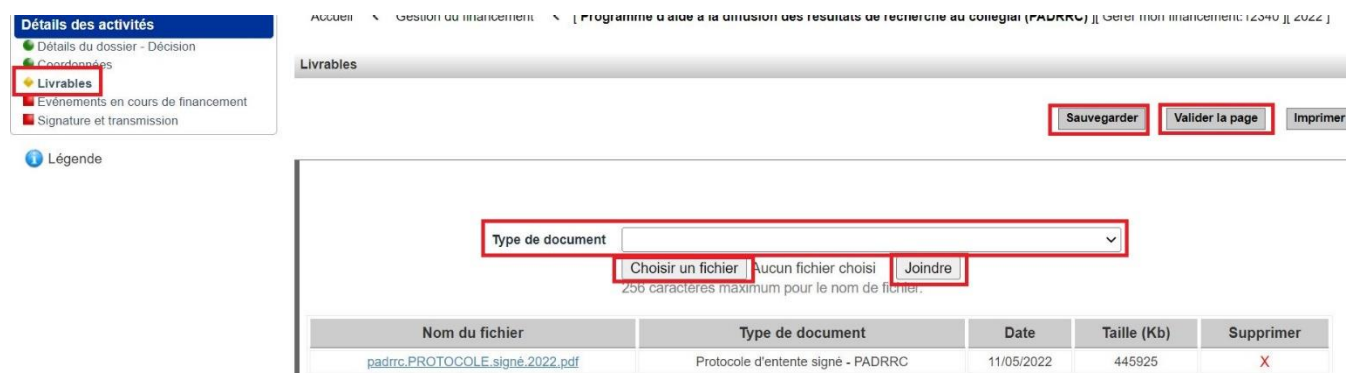 Détails des activités
Détails du dossier - Décision
Coordonnées
Livrables
Evénements en cours de financement
Signature et transmission
Légende
Accueil < Gestion du financement < [ Programme d'aide à la diffusion des résultats de recherche au collégial (PADRRC) ][ Gérer mon financement: 12340 ][ 2022 ]
Livrables
Sauvegarder Valider la page Imprimer
Type de document
Choisir un fichier Aucun fichier choisi Joindre
256 caractères maximum pour le nom de fichier.
Nom du fichier Type de document Date Taille (Kb) Supprimer
padrrc.PROTOCOLE.signé.2022.pdf Protocole d'entente signé - PADRRC 11/05/2022 445925 X